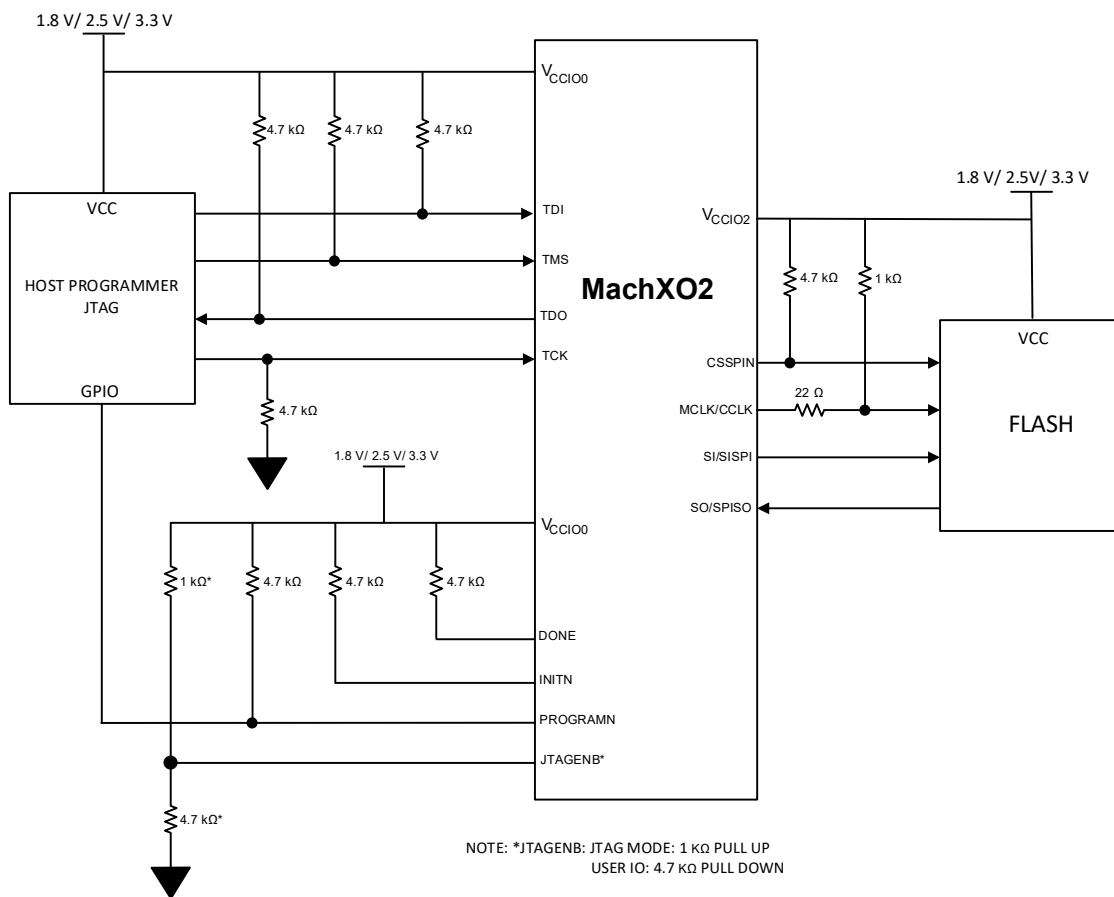 1.8 V/ 2.5 V/ 3.3 V
VCCIO0
4.7 kΩ
4.7 kΩ
4.7 kΩ
1.8 V/ 2.5V/ 3.3 V
VCC
TDI
VCCIO2
TMS
HOST PROGRAMMER
JTAG
MachXO2
4.7 kΩ
1 kΩ
TDO
VCC
TCK
CSSPIN
GPIO
22 Ω
4.7 kΩ
MCLK/CCLK
FLASH
1.8 V/ 2.5 V/ 3.3 V
SI/SISPI
SO/SPISO
VCCIO0
1 kΩ*
4.7 kΩ
4.7 kΩ
4.7 kΩ
DONE
INITN
PROGRAMN
JTAGENB*
4.7 kΩ*
NOTE: *JTAGENB: JTAG MODE: 1 KΩ PULL UP
USER IO: 4.7 KΩ PULL DOWN